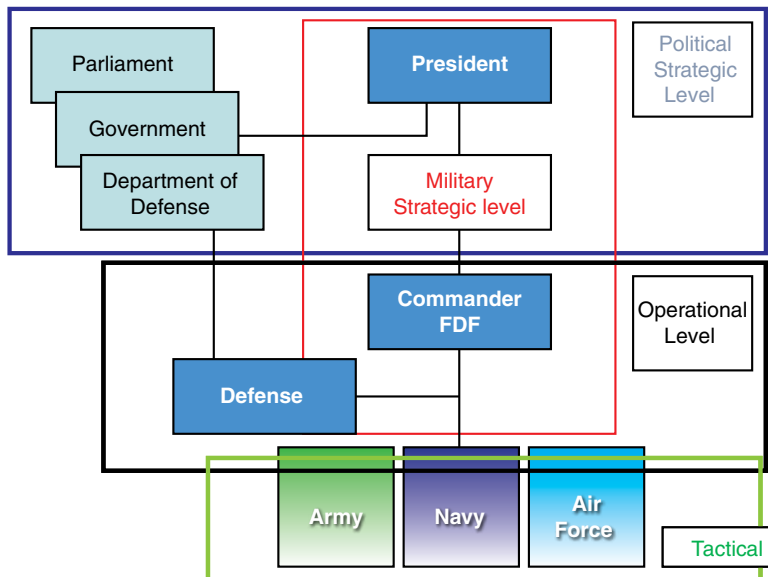 Parliament
Government
Department of
Defense
President
Political
Strategic
Level
Military
Strategic level
Commander
FDF
Operational
Level
Defense
Army
Navy
Air
Force
Tactical